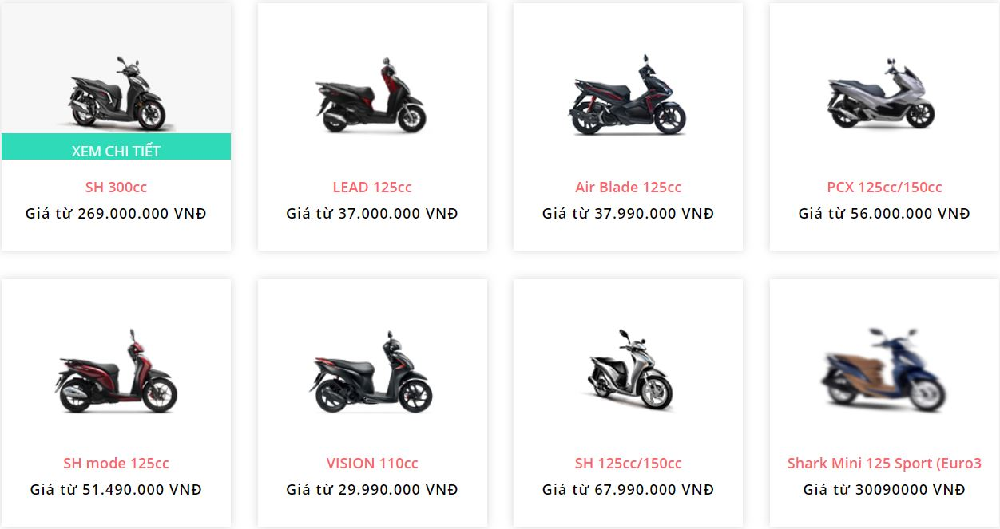 XEM CHI TIẾT
SH 300cc
Giá từ 269.000.000 VNĐ
LEAD 125cc
Giá từ 37.000.000 VNĐ
Air Blade 125cc
Giá từ 37.990.000 VNĐ
PCX 125cc/150cc
Giá từ 56.000.000 VNĐ
SH mode 125cc
Giá từ 51.490.000 VNĐ
VISION 110cc
Giá từ 29.990.000 VNĐ
SH 125cc/150cc
Giá từ 67.990.000 VNĐ
Shark Mini 125 Sport (Euro3
Giá từ 30090000 VNĐ